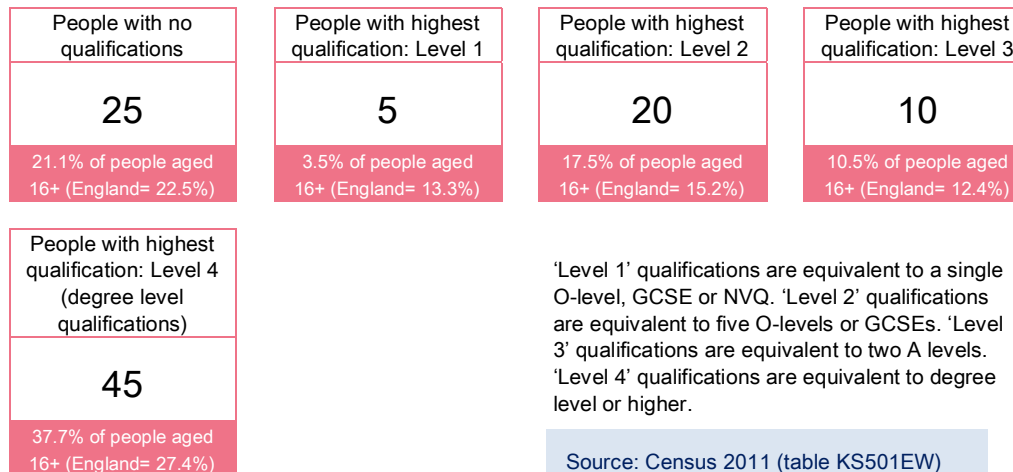 People with no
qualifications
25
21.1% of people aged
16+ (England= 22.5%)
People with highest
qualification: Level 1
5
3.5% of people aged
16+ (England= 13.3%)
People with highest
qualification: Level 2
20
17.5% of people aged
16+ (England= 15.2%)
People with highest
qualification: Level 3
10
10.5% of people aged
16+ (England= 12.4%)
People with highest
qualification: Level 4
(degree level
qualifications)
45
37.7% of people aged
16+ (England= 27.4%)
‘Level 1’ qualifications are equivalent to a single
O-level, GCSE or NVQ. ‘Level 2’ qualifications
are equivalent to five O-levels or GCSEs. ‘Level
3’ qualifications are equivalent to two A levels.
‘Level 4’ qualifications are equivalent to degree
level or higher.
Source: Census 2011 (table KS501EW)